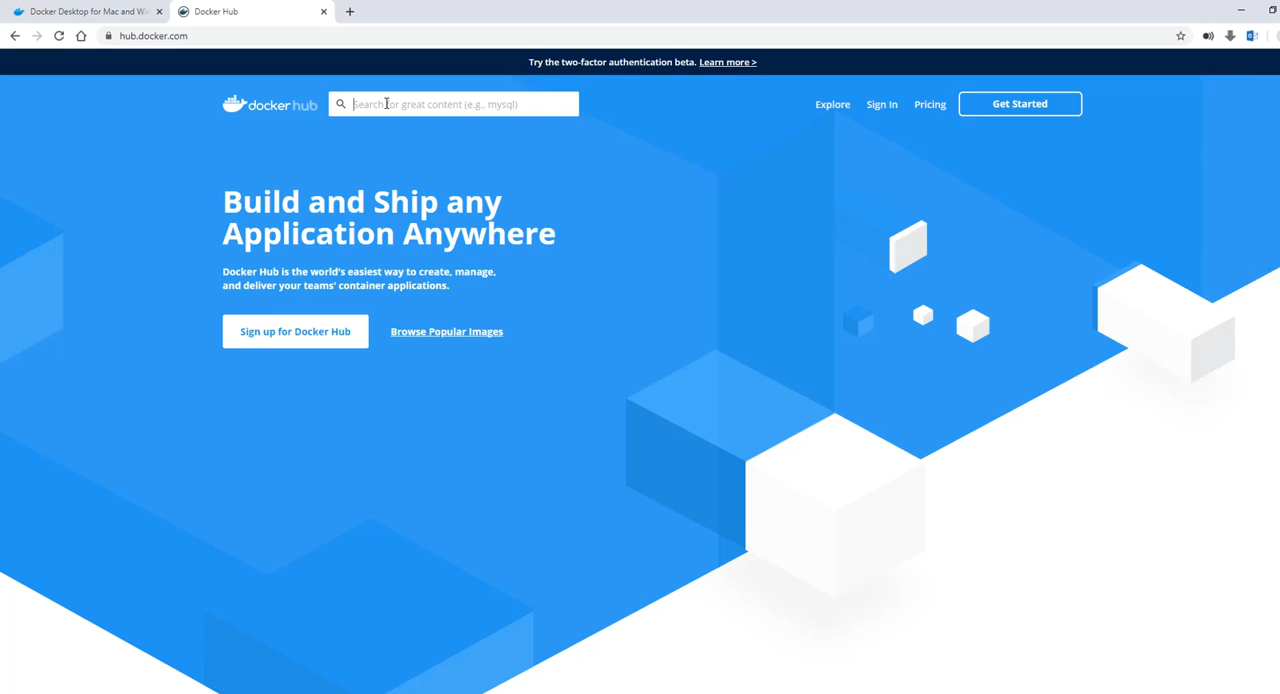 Docker Desktop for Mac and Wi
Docker Hub
hub.docker.com
Try the two-factor authentication beta. Learn more >
docker hub
Search for great content (e.g., mysql)
Explore
Sign In
Pricing
Get Started
Build and Ship any
Application Anywhere
Docker Hub is the world's easiest way to create, manage,
and deliver your teams' container applications.
Sign up for Docker Hub
Browse Popular Images